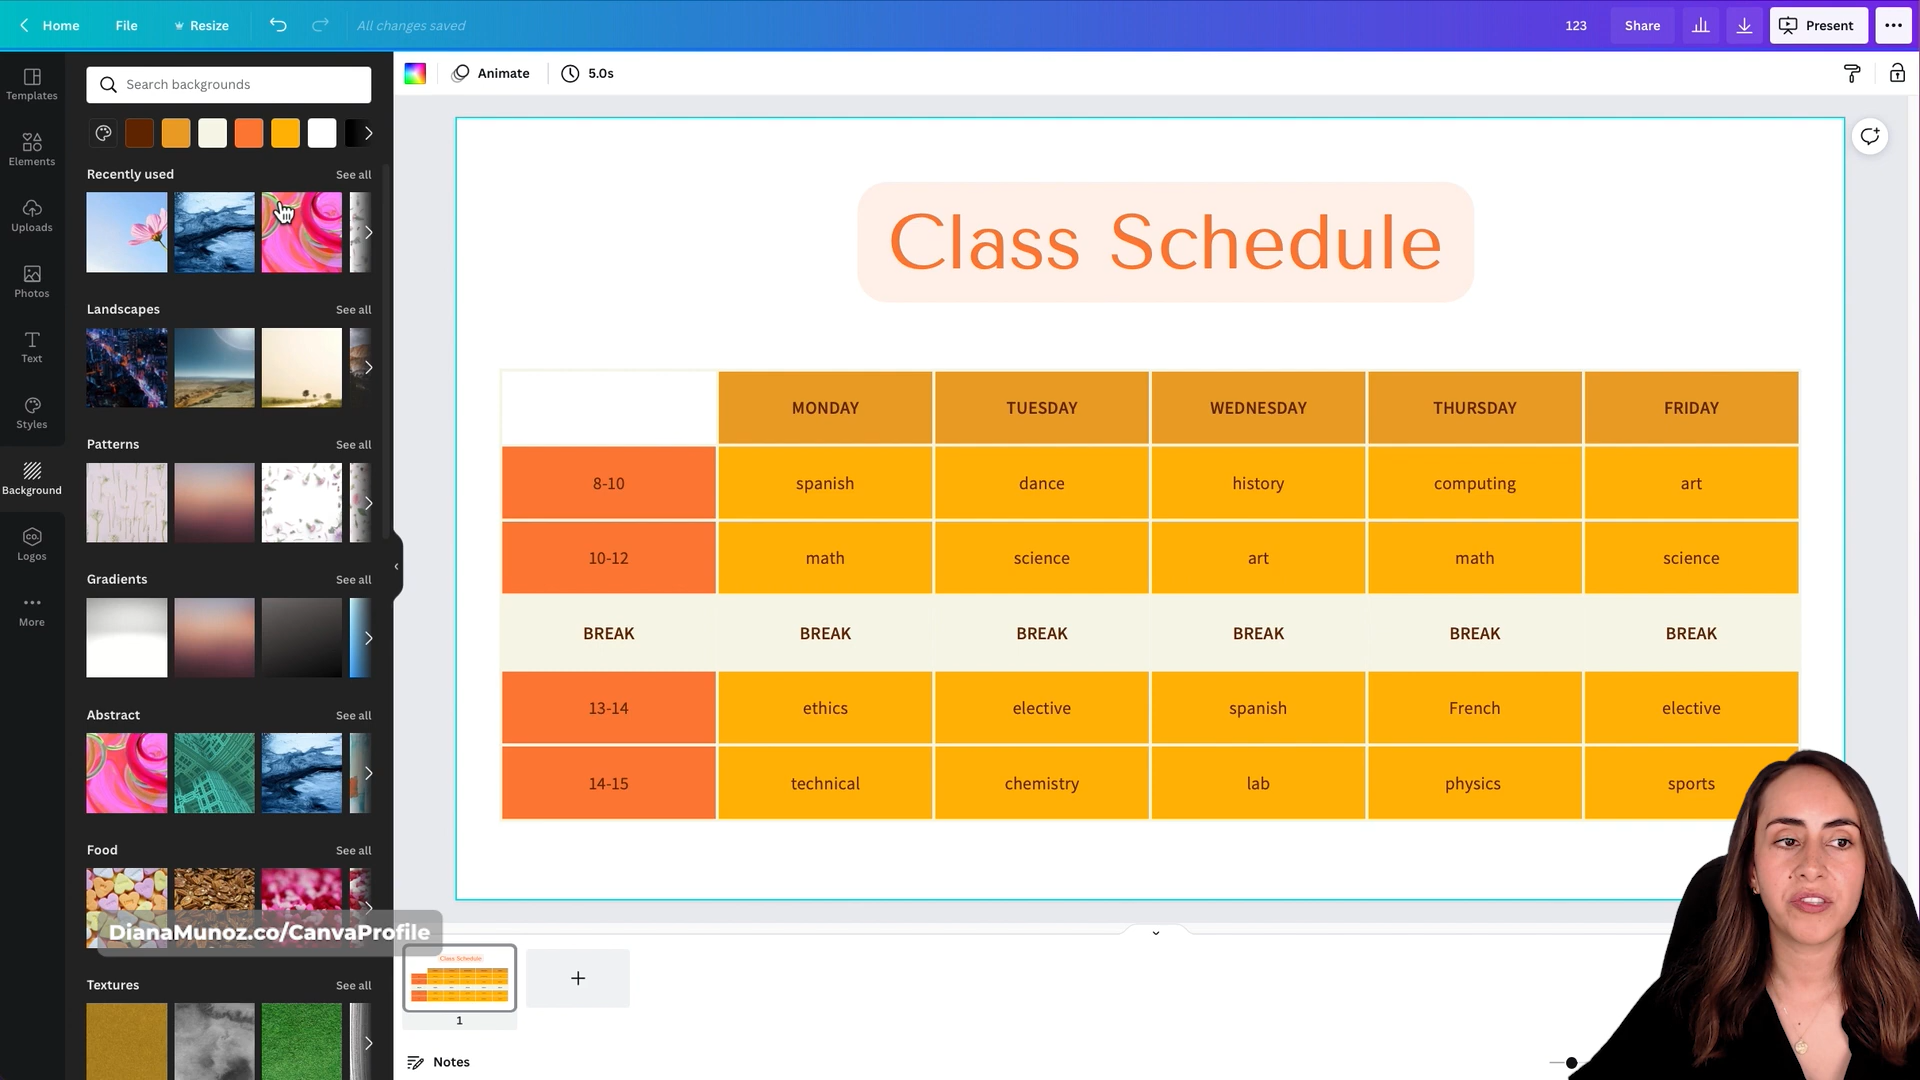 Home File Resize All changes saved 123 Share Present
Templates
Elements
Uploads
Photos
Text
Styles
Background
Logos
CO.
More
Search backgrounds
Recently used See all
Landscapes See all
Patterns See all
Gradients See all
Abstract See all
Food See all
Textures See all
DianaMunoz.co/CanvaProfile
Animate 5.0s
Class Schedule
MONDAY TUESDAY WEDNESDAY THURSDAY FRIDAY
8-10 spanish dance history computing art
10-12 math science art math science
BREAK BREAK BREAK BREAK BREAK BREAK
13-14 ethics elective spanish French elective
14-15 technical chemistry lab physics sports
Class Schedule
1
Notes